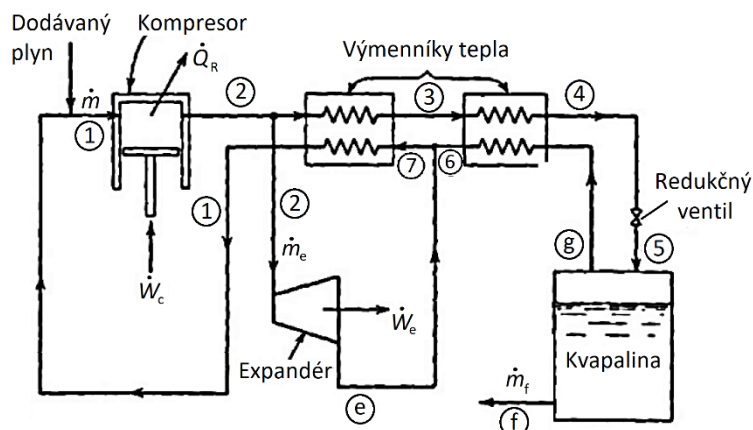 Dodávaný
plyn
Kompresor
Q̇R
Výmenníky tepla
ṁ
1
2
3
4
7
6
1
2
ṁe
g
Redukčný
ventil
5
Ẇc
Ẇe
Expandér
Kvapalina
e
ṁf
f